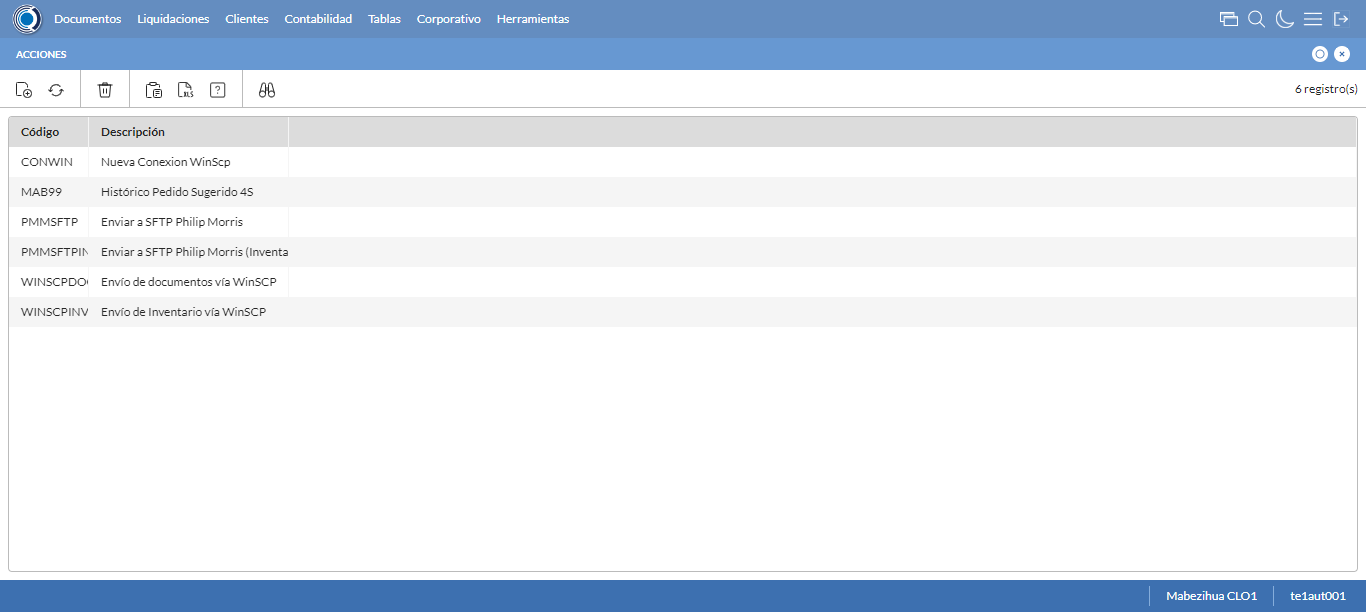 Documentos Liquidaciones Clientes Contabilidad Tablas Corporativo Herramientas
ACCIONES
XLS ? 6 registro(s)
Código Descripción
CONWIN Nueva Conexion WinScp
MAB99 Histórico Pedido Sugerido 4S
PMMSFTP Enviar a SFTP Philip Morris
PMMSFTPIN Enviar a SFTP Philip Morris (Inventa
WINSCPDO Envío de documentos vía WinSCP
WINSCPINV Envío de Inventario vía WinSCP
Mabezihua CLO1 te1aut001